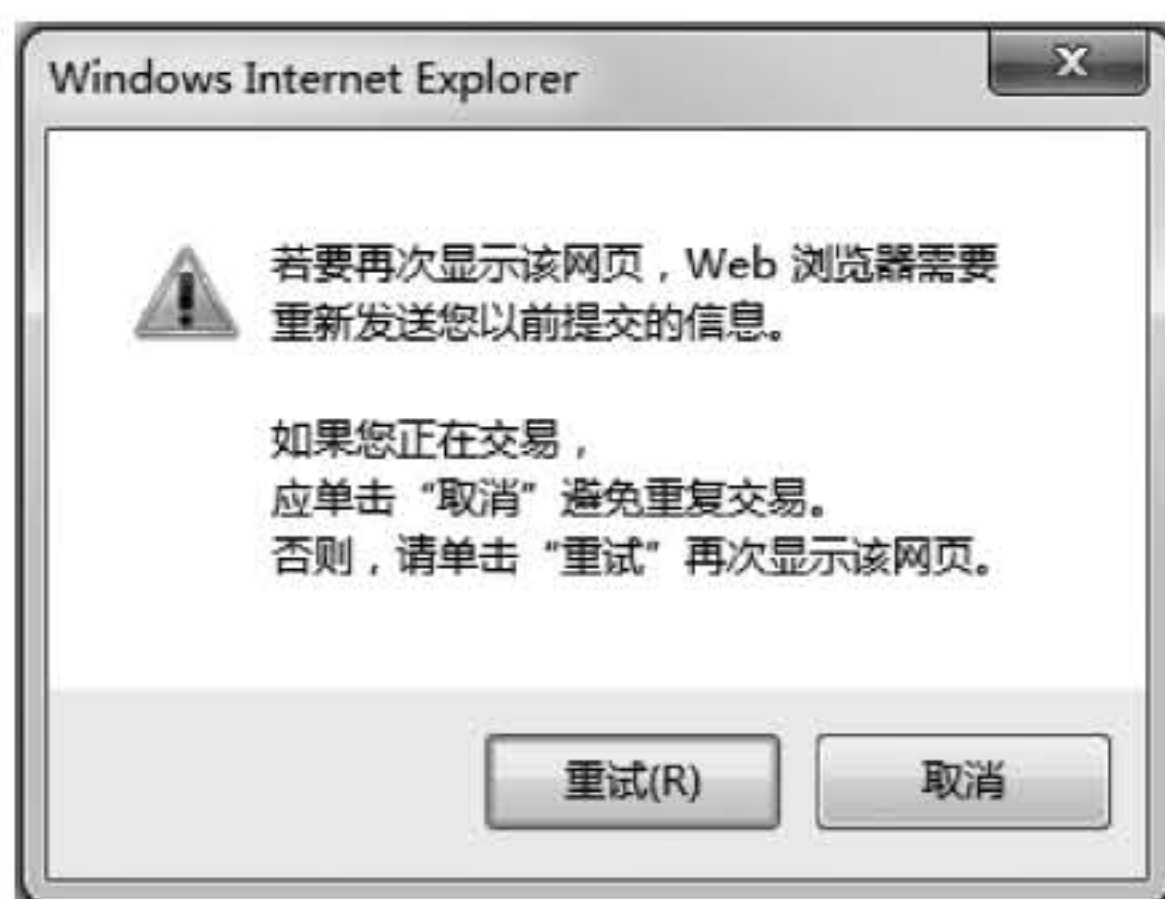 Windows Internet Explorer
若要再次显示该网页，Web 浏览器需要
重新发送您以前提交的信息。
如果您正在交易，
应单击“取消”避免重复交易。
否则，请单击“重试”再次显示该网页。
重试(R)
取消